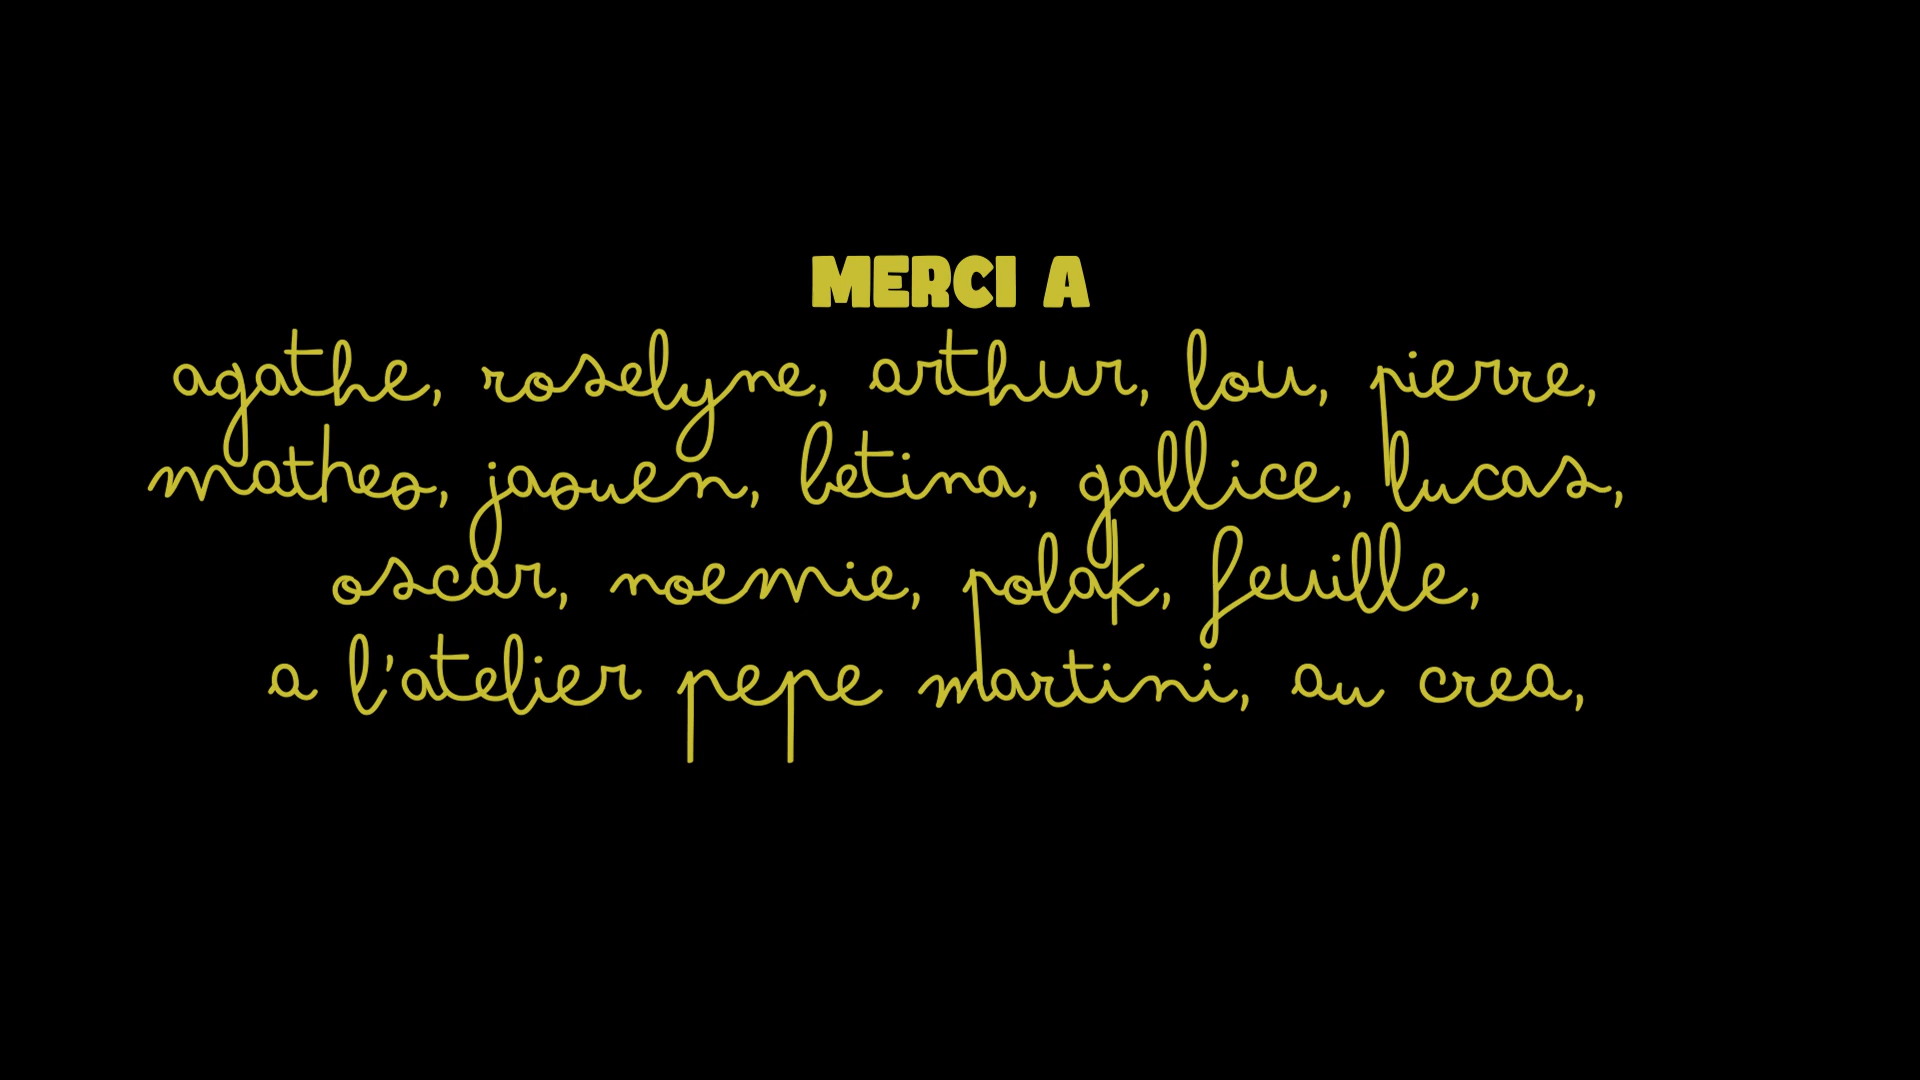 MERCI A
agathe, roselyne, arthur, lou, pierre,
matheo, jaouen, betina, gallice, lucas,
oscar, noemie, polak, feuille,
a l'atelier pepe martini, au crea,